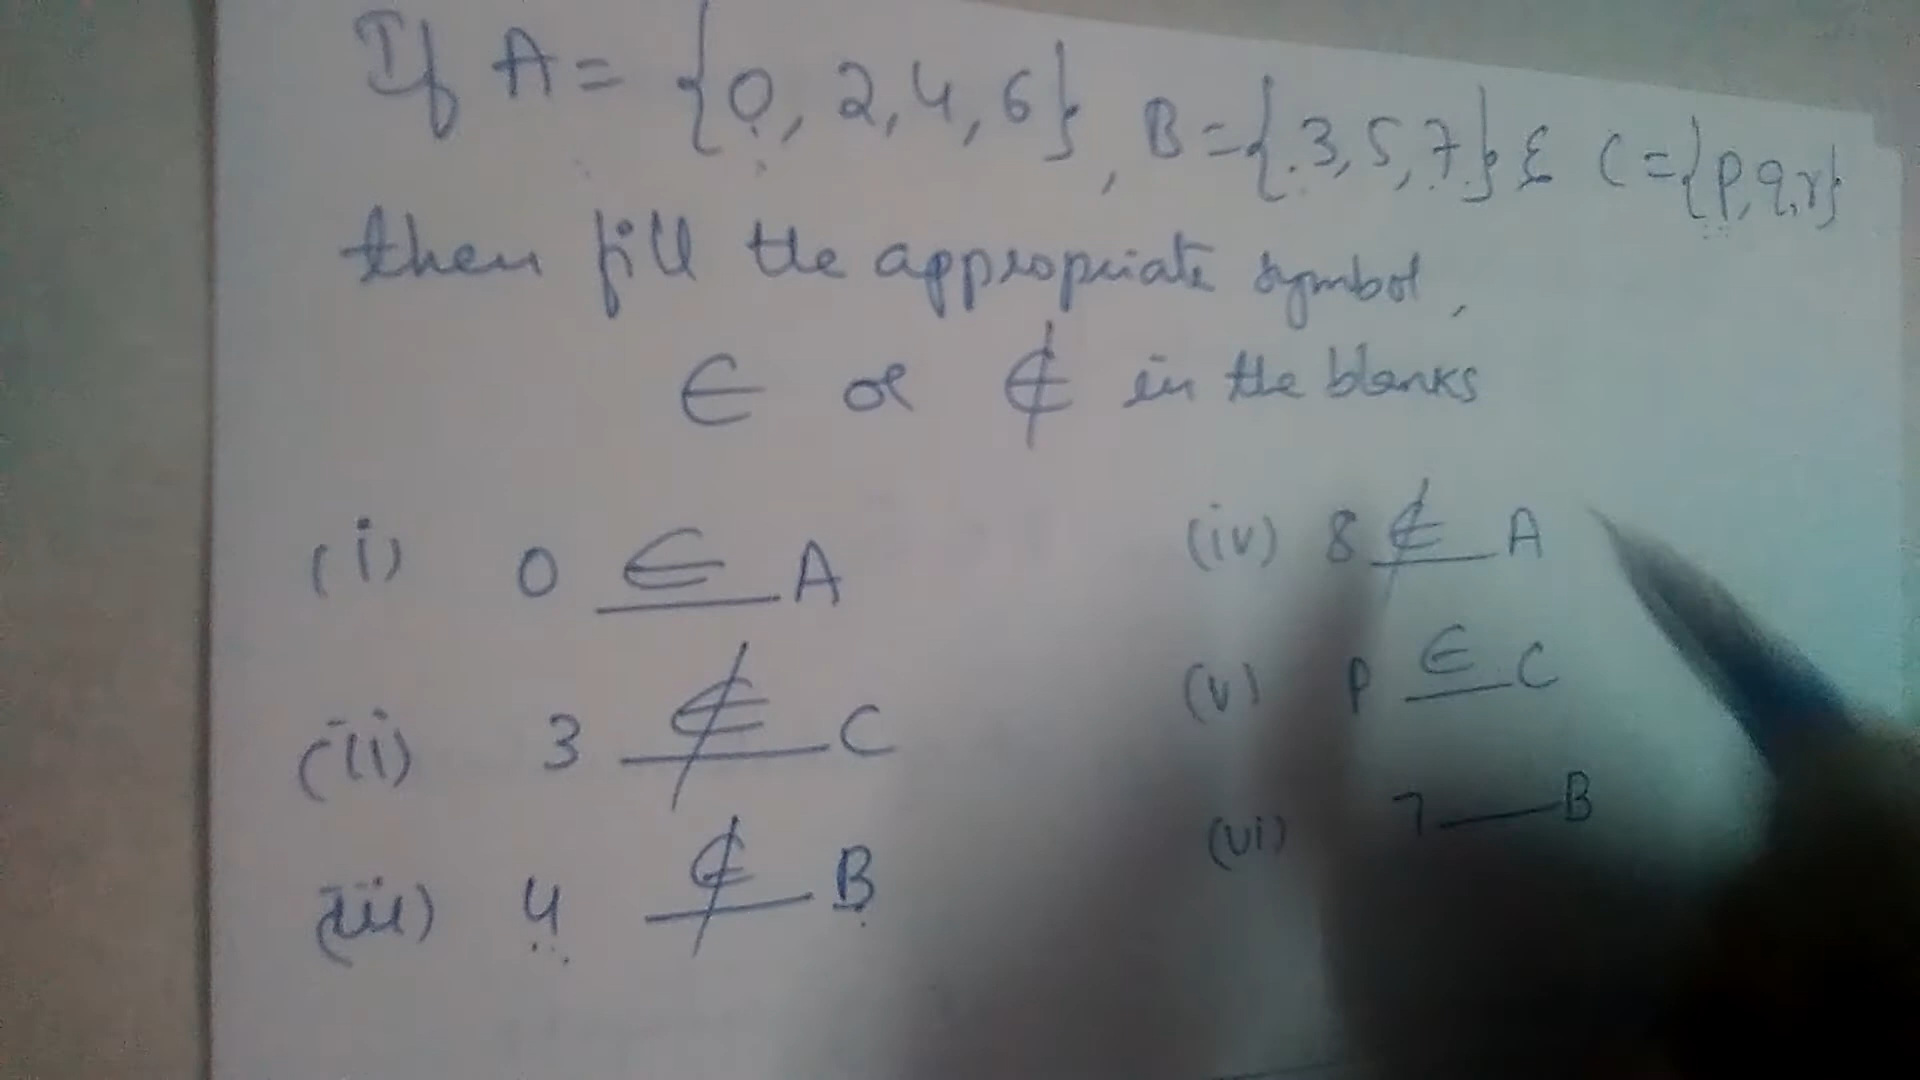 If A = {0, 2, 4, 6}, B = {3, 5, 7} & C = {p, q, r}
then fill the appropriate symbol,
∈ or ∉ in the blanks
(i) 0 ∈ A
(ii) 3 ∉ C
(iii) 4 ∉ B
(iv) 8 ∉ A
(v) p ∈ C
(vi) 7 ___ B